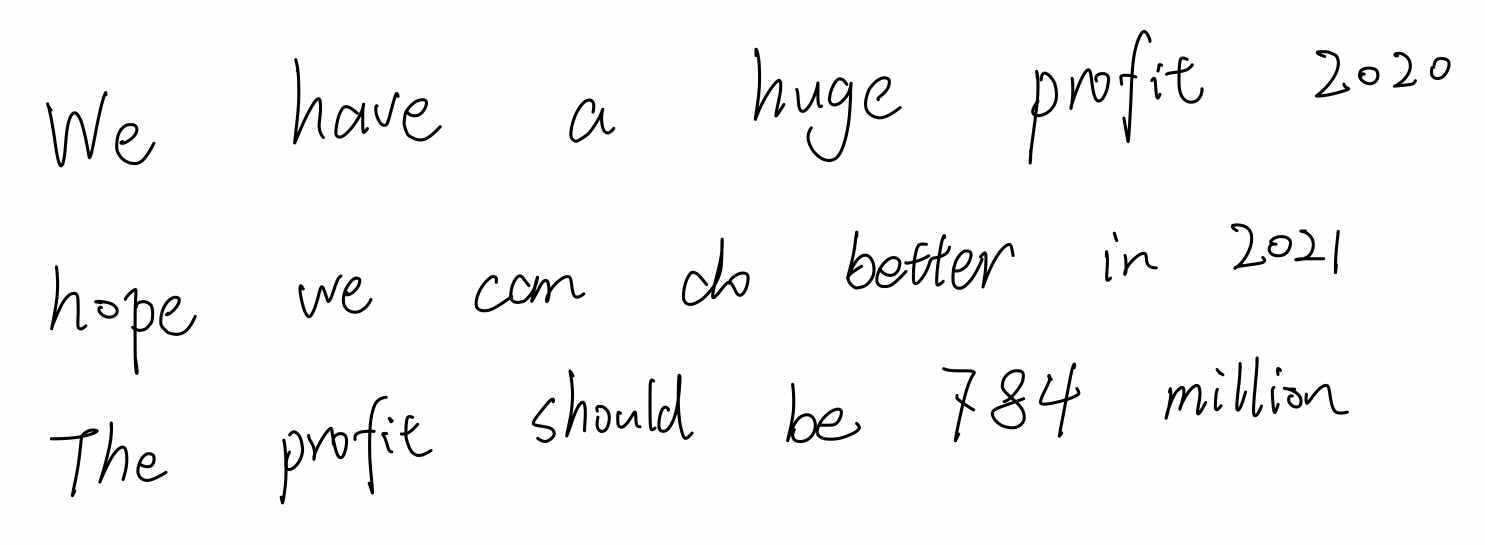 We have a huge profit 2020
hope we can do better in 2021
The profit should be 784 million